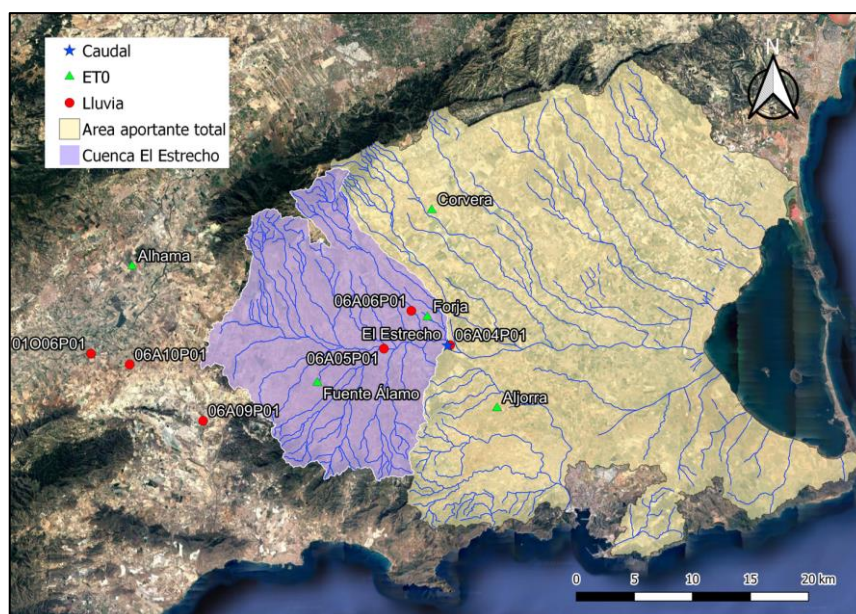 Caudal
ET0
Lluvia
Area aportante total
Cuenca El Estrecho
N
Corvera
Alhama
06A06P01
Forja
El Estrecho
06A04P01
01O06P01
06A10P01
06A05P01
Fuente Álamo
Aljorra
06A09P01
0 5 10 15 20 km